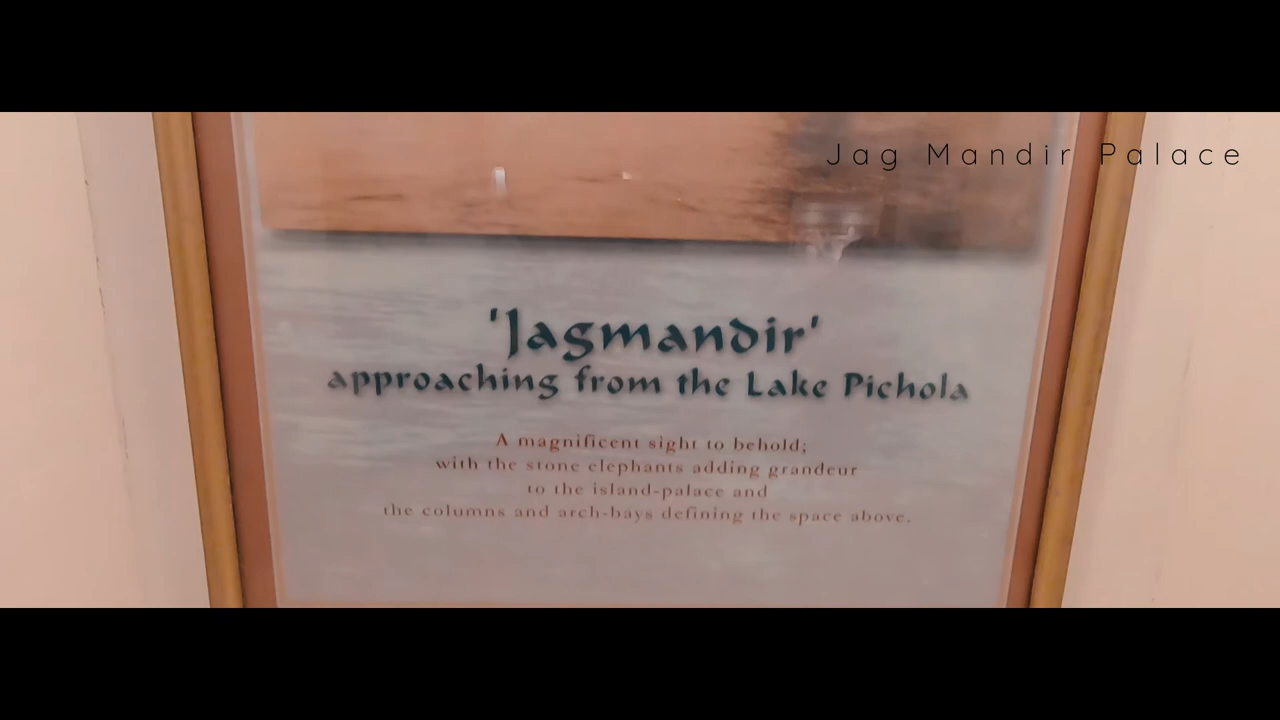 Jag Mandir Palace
'Jagmandir'
approaching from the Lake Pichola
A magnificent sight to behold;
with the stone elephants adding grandeur
to the island-palace and
the columns and arch-bays defining the space above.